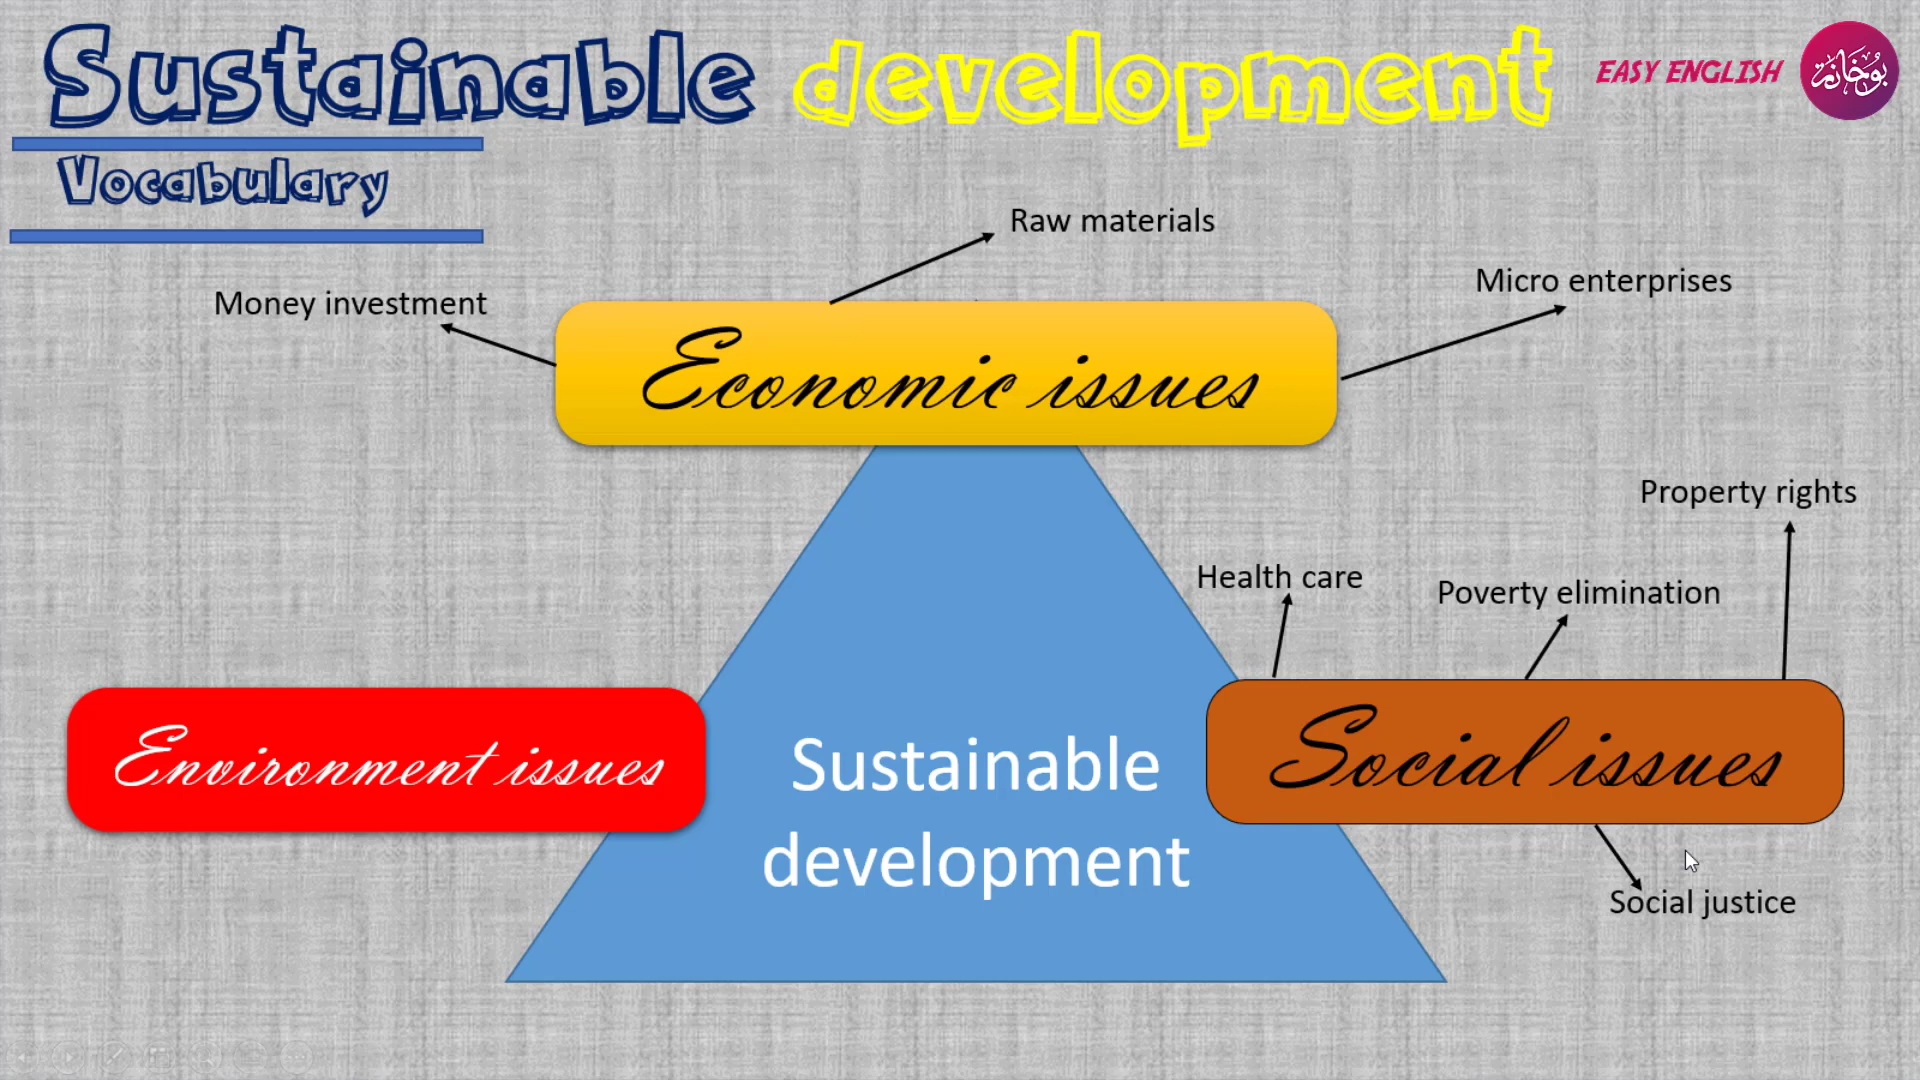 Sustainable development
EASY ENGLISH
بوخاتم
Vocabulary
Raw materials
Micro enterprises
Money investment
Economic issues
Property rights
Health care
Poverty elimination
Environment issues
Social issues
Sustainable
development
Social justice